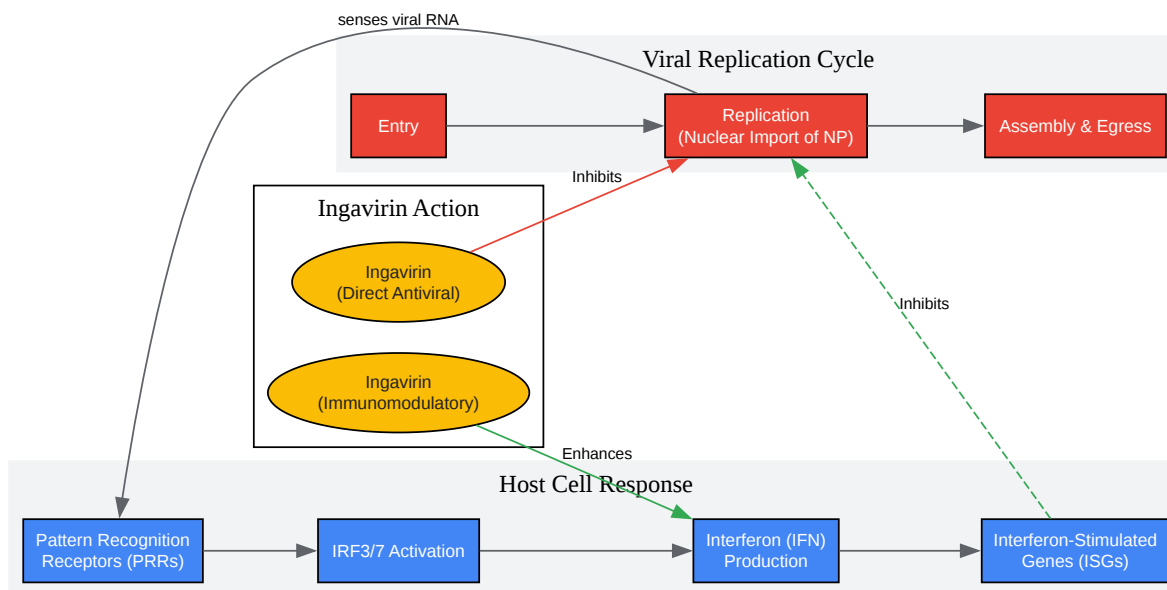 senses viral RNA
Viral Replication Cycle
Entry
Replication
(Nuclear Import of NP)
Assembly & Egress
Inhibits
Ingavirin Action
Ingavirin
(Direct Antiviral)
Inhibits
Ingavirin
(Immunomodulatory)
Enhances
Host Cell Response
Pattern Recognition
Receptors (PRRs)
IRF3/7 Activation
Interferon (IFN)
Production
Interferon-Stimulated
Genes (ISGs)